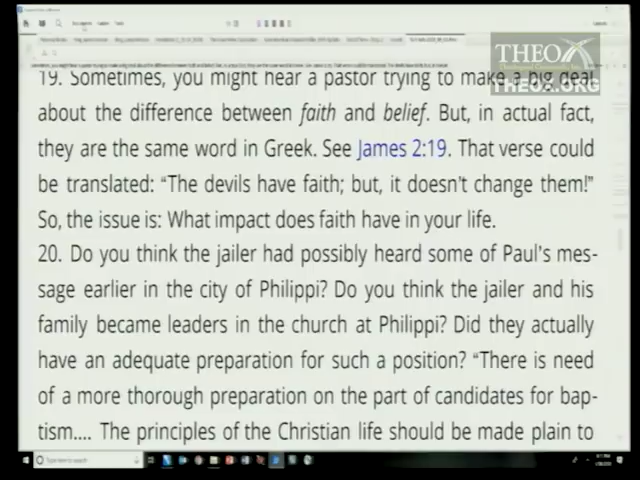 THEO
THEOZ.ORG
19. Sometimes, you might hear a pastor trying to make a big deal
about the difference between faith and belief. But, in actual fact,
they are the same word in Greek. See James 2:19. That verse could
be translated: “The devils have faith; but, it doesn't change them!”
So, the issue is: What impact does faith have in your life.
20. Do you think the jailer had possibly heard some of Paul's mes-
sage earlier in the city of Philippi? Do you think the jailer and his
family became leaders in the church at Philippi? Did they actually
have an adequate preparation for such a position? “There is need
of a more thorough preparation on the part of candidates for bap-
tism.... The principles of the Christian life should be made plain to
Type here to search